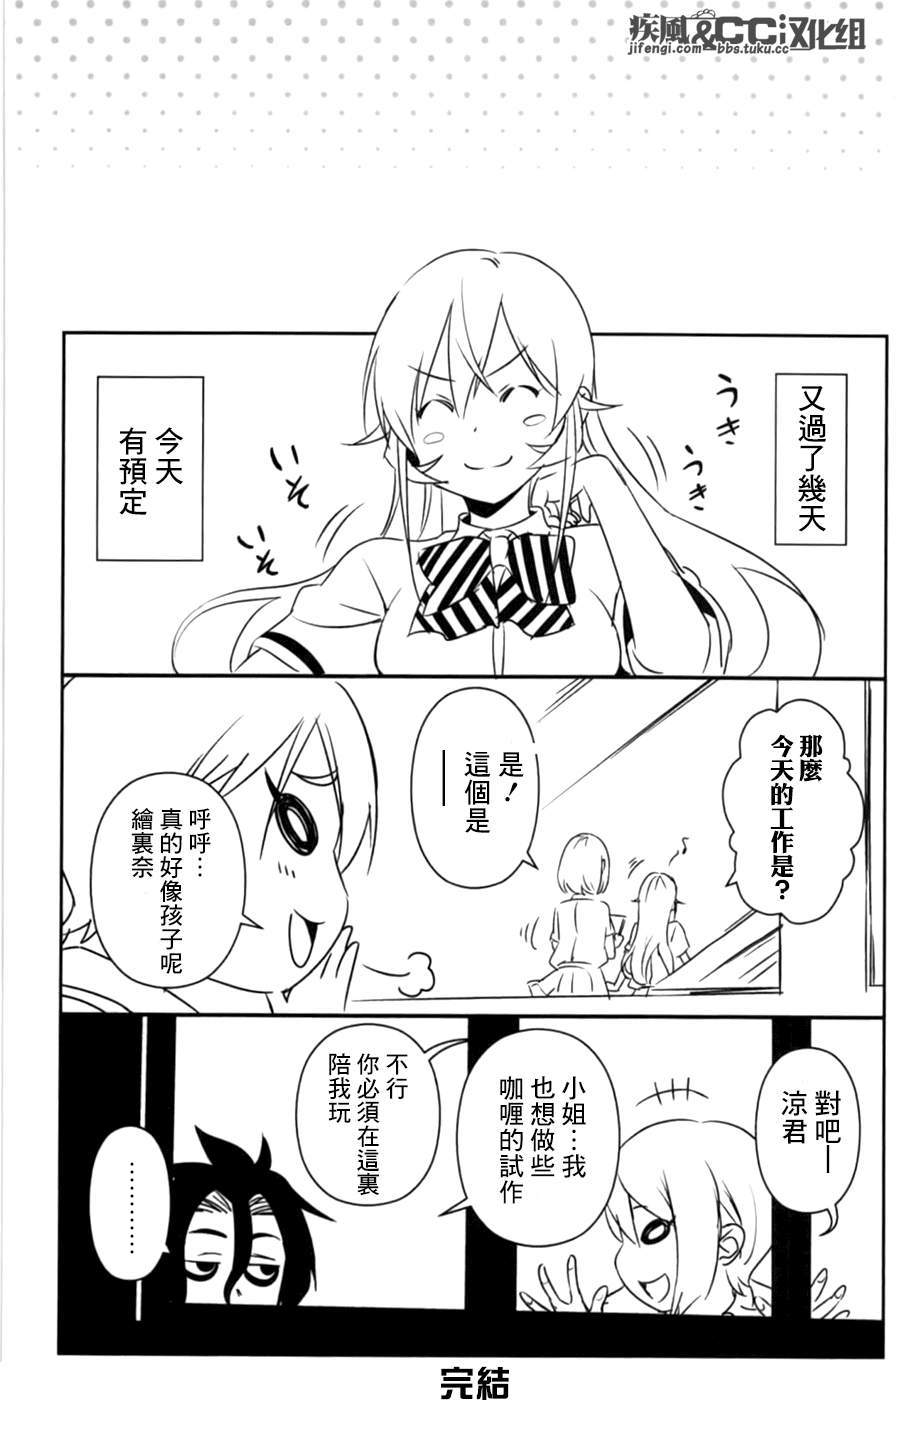 疾風&CC汉化组
jifengi.com bbs.tuku.cc
又過了幾天
うき
うき
いそ
いそ
今天
有預定
那麼
今天的工作是？
♪
是！
這個是
——
呼呼…
真的好像孩子呢
繪裏奈
對吧—
涼君
小姐…我
也想做些
咖喱的試作
不行
你必須在這裏
陪我玩
………
完結